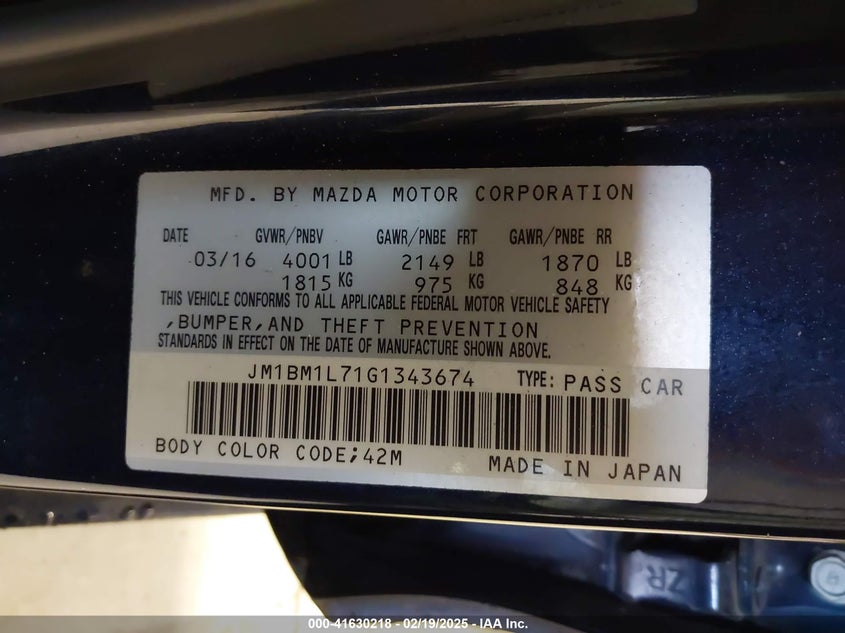 MFD. BY MAZDA MOTOR CORPORATION
DATE GVWR/PNBV GAWR/PNBE FRT GAWR/PNBE RR
03/16 4001 LB 2149 LB 1870 LB
1815 KG 975 KG 848 KG
THIS VEHICLE CONFORMS TO ALL APPLICABLE FEDERAL MOTOR VEHICLE SAFETY
,BUMPER,AND THEFT PREVENTION
STANDARDS IN EFFECT ON THE DATE OF MANUFACTURE SHOWN ABOVE.
JM1BM1L71G1343674 TYPE: PASS CAR
BODY COLOR CODE;42M MADE IN JAPAN
ZR
000-41630218 - 02/19/2025 - IAA Inc.